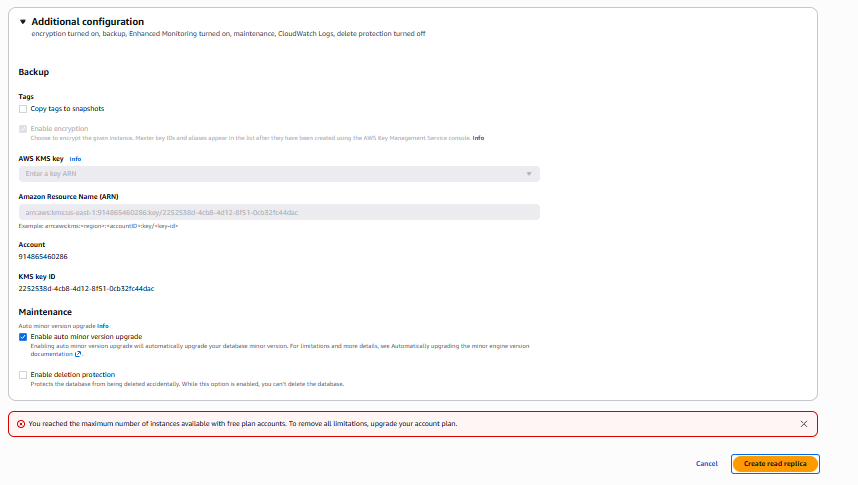 Additional configuration
encryption turned on, backup, Enhanced Monitoring turned on, maintenance, CloudWatch Logs, delete protection turned off
Backup
Tags
Copy tags to snapshots
Enable encryption
Choose to encrypt the given instance. Master key IDs and aliases appear in the list after they have been created using the AWS Key Management Service console. Info
AWS KMS key Info
Enter a key ARN
Amazon Resource Name (ARN)
arn:aws:kms:us-east-1:914865460286:key/2252538d-4cb8-4d12-8f51-0cb32fc44dac
Example: arn:aws:kms:<region>:<accountID>:key/<key-id>
Account
914865460286
KMS key ID
2252538d-4cb8-4d12-8f51-0cb32fc44dac
Maintenance
Auto minor version upgrade Info
Enable auto minor version upgrade
Enabling auto minor version upgrade will automatically upgrade your database minor version. For limitations and more details, see Automatically upgrading the minor engine version
documentation
Enable deletion protection
Protects the database from being deleted accidentally. While this option is enabled, you can't delete the database.
You reached the maximum number of instances available with free plan accounts. To remove all limitations, upgrade your account plan.
Cancel
Create read replica